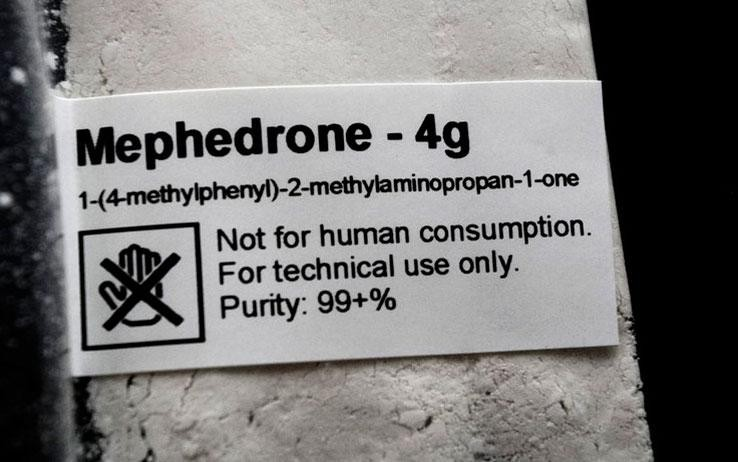 Mephedrone - 4g
1-(4-methylphenyl)-2-methylaminopropan-1-one
Not for human consumption.
For technical use only.
Purity: 99+%